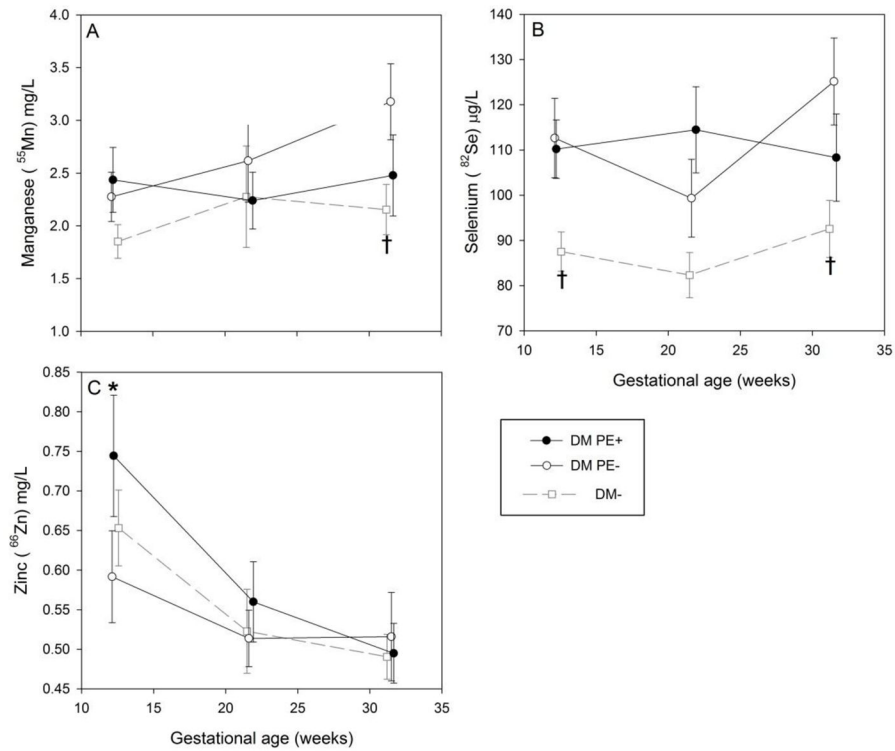 A
4.0
3.5
3.0
2.5
2.0
1.5
1.0
Manganese ( ⁵⁵Mn) mg/L
†
B
130
120
110
100
90
80
70
Selenium ( ⁸²Se) µg/L
† †
10 15 20 25 30 35
Gestational age (weeks)
C
*
0.85
0.80
0.75
0.70
0.65
0.60
0.55
0.50
0.45
Zinc ( ⁶⁶Zn) mg/L
10 15 20 25 30 35
Gestational age (weeks)
DM PE+
DM PE-
DM-